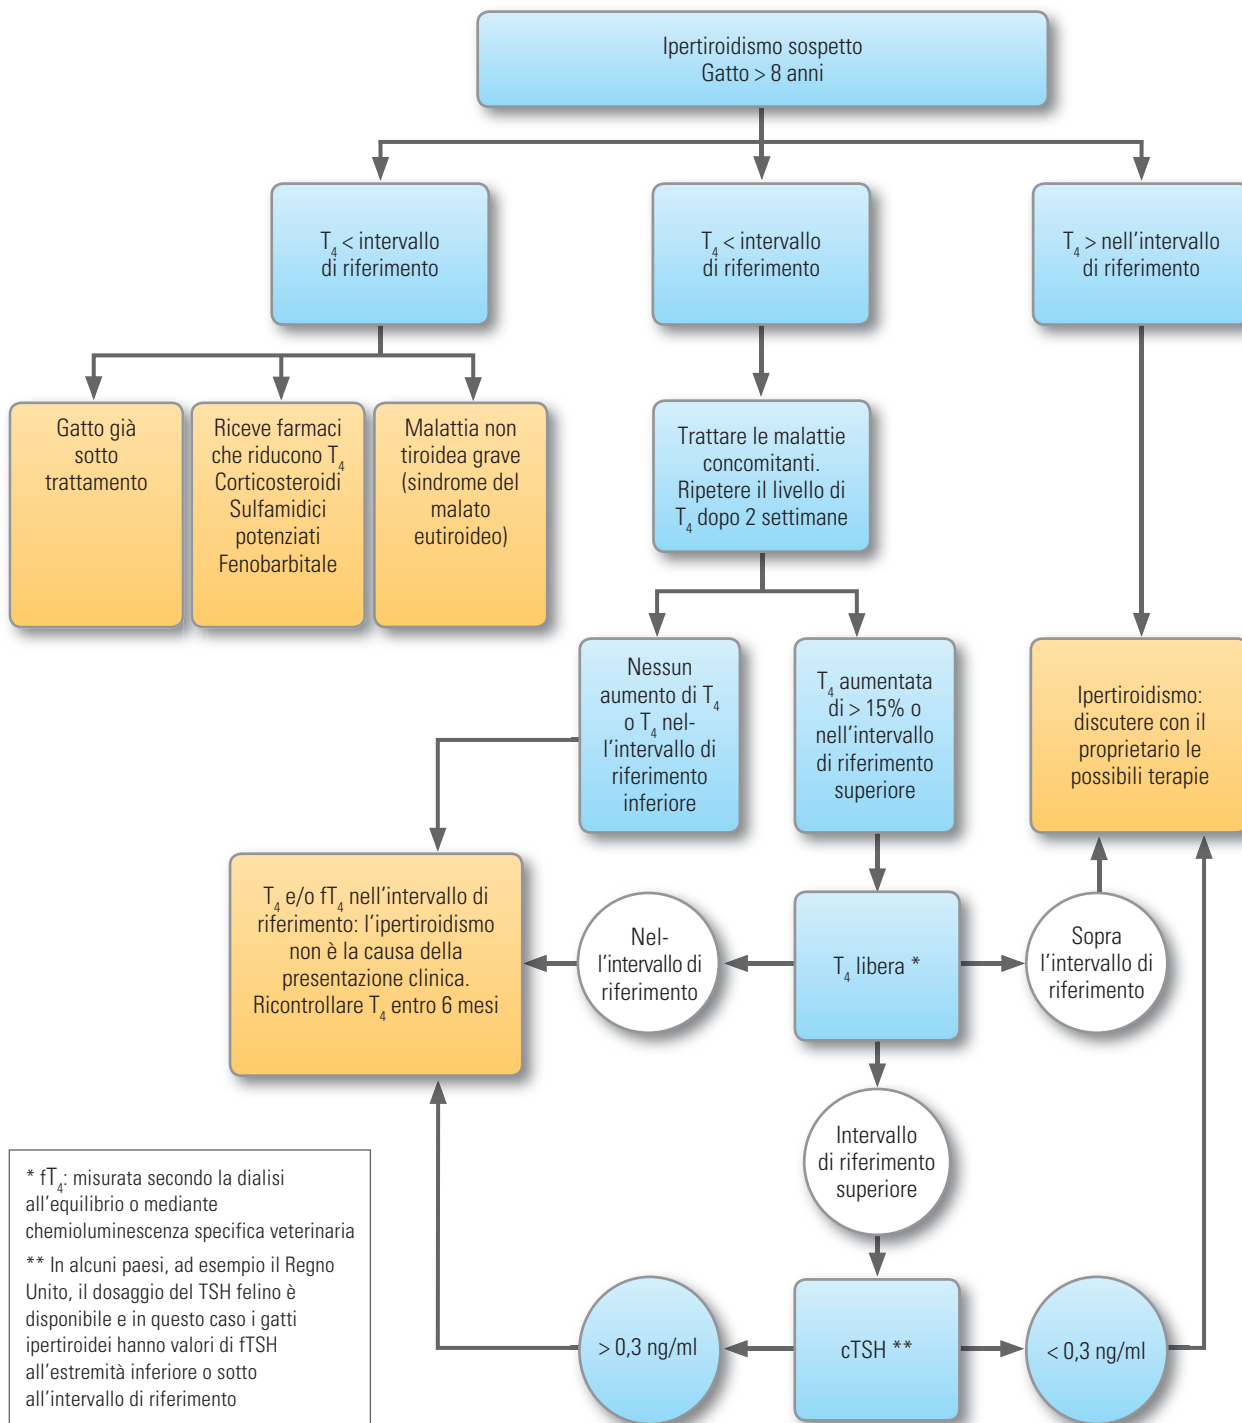 Ipertiroidismo sospetto
Gatto > 8 anni
T₄ < intervallo
di riferimento
T₄ < intervallo
di riferimento
T₄ > nell'intervallo
di riferimento
Gatto già
sotto
trattamento
Riceve farmaci
che riducono T₄
Corticosteroidi
Sulfamidici
potenziati
Fenobarbitale
Malattia non
tiroidea grave
(sindrome del
malato
eutiroideo)
Trattare le malattie
concomitanti.
Ripetere il livello di
T₄ dopo 2 settimane
Nessun
aumento di T₄
o T₄ nel-
l'intervallo di
riferimento
inferiore
T₄ aumentata
di > 15% o
nell'intervallo
di riferimento
superiore
Ipertiroidismo:
discutere con il
proprietario le
possibili terapie
T₄ e/o fT₄ nell'intervallo di
riferimento: l'ipertiroidismo
non è la causa della
presentazione clinica.
Ricontrollare T₄ entro 6 mesi
Nel-
l'intervallo di
riferimento
T₄ libera *
Sopra
l'intervallo di
riferimento
Intervallo
di riferimento
superiore
* fT₄: misurata secondo la dialisi
all'equilibrio o mediante
chemioluminescenza specifica veterinaria
** In alcuni paesi, ad esempio il Regno
Unito, il dosaggio del TSH felino è
disponibile e in questo caso i gatti
ipertiroidei hanno valori di fTSH
all'estremità inferiore o sotto
all'intervallo di riferimento
> 0,3 ng/ml
cTSH **
< 0,3 ng/ml